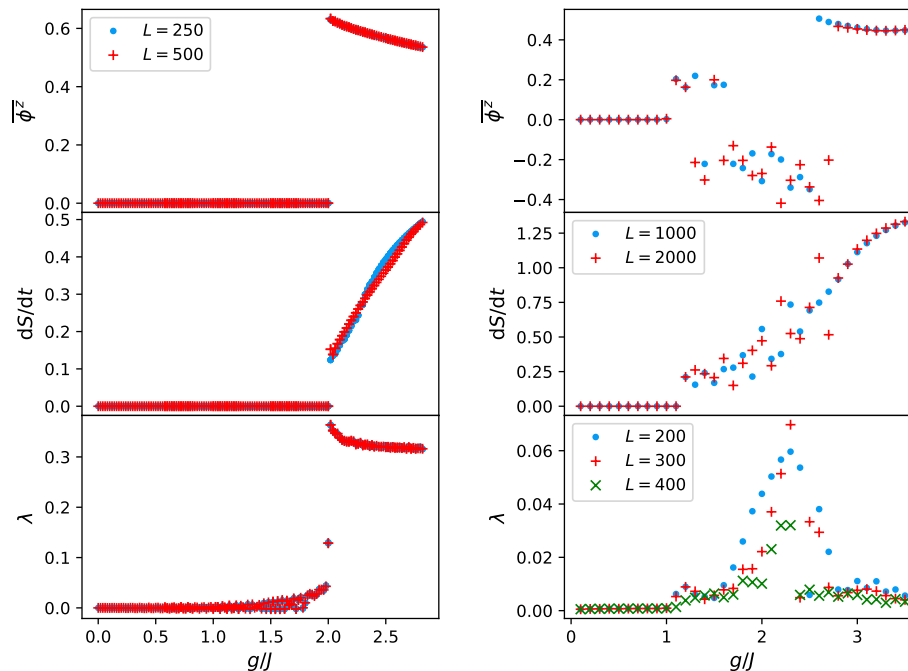 0.6
0.4
0.2
0.0
$\overline{\phi^z}$
L = 250
L = 500
0.4
0.2
0.0
−0.2
−0.4
$\overline{\phi^z}$
0.5
0.4
0.3
0.2
0.1
0.0
dS/dt
1.25
1.00
0.75
0.50
0.25
0.00
dS/dt
L = 1000
L = 2000
0.3
0.2
0.1
0.0
λ
0.0 0.5 1.0 1.5 2.0 2.5
g/J
0.06
0.04
0.02
0.00
λ
L = 200
L = 300
L = 400
0 1 2 3
g/J